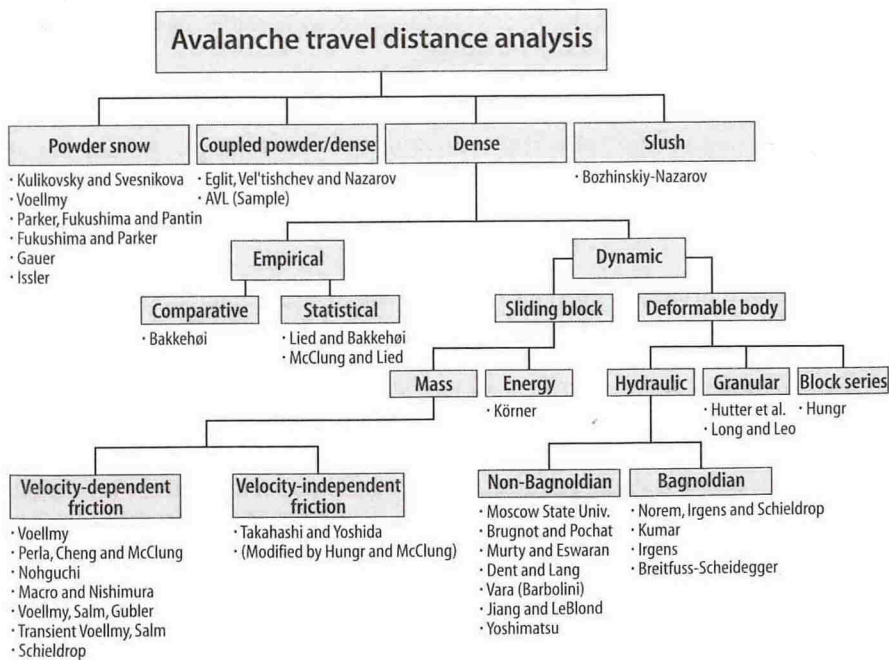 Avalanche travel distance analysis
Powder snow
· Kulikovsky and Svesnikova
· Voellmy
· Parker, Fukushima and Pantin
· Fukushima and Parker
· Gauer
· Issler
Coupled powder/dense
· Eglit, Vel'tishchev and Nazarov
· AVL (Sample)
Dense
Slush
· Bozhinskiy-Nazarov
Empirical
Dynamic
Comparative
· Bakkehøi
Statistical
· Lied and Bakkehøi
· McClung and Lied
Sliding block
Deformable body
Mass
Energy
· Körner
Hydraulic
Granular
· Hutter et al.
· Long and Leo
Block series
· Hungr
Velocity-dependent
friction
· Voellmy
· Perla, Cheng and McClung
· Nohguchi
· Macro and Nishimura
· Voellmy, Salm, Gubler
· Transient Voellmy, Salm
· Schieldrop
Velocity-independent
friction
· Takahashi and Yoshida
· (Modified by Hungr and McClung)
Non-Bagnoldian
· Moscow State Univ.
· Brugnot and Pochat
· Murty and Eswaran
· Dent and Lang
· Vara (Barbolini)
· Jiang and LeBlond
· Yoshimatsu
Bagnoldian
· Norem, Irgens and Schieldrop
· Kumar
· Irgens
· Breitfuss-Scheidegger